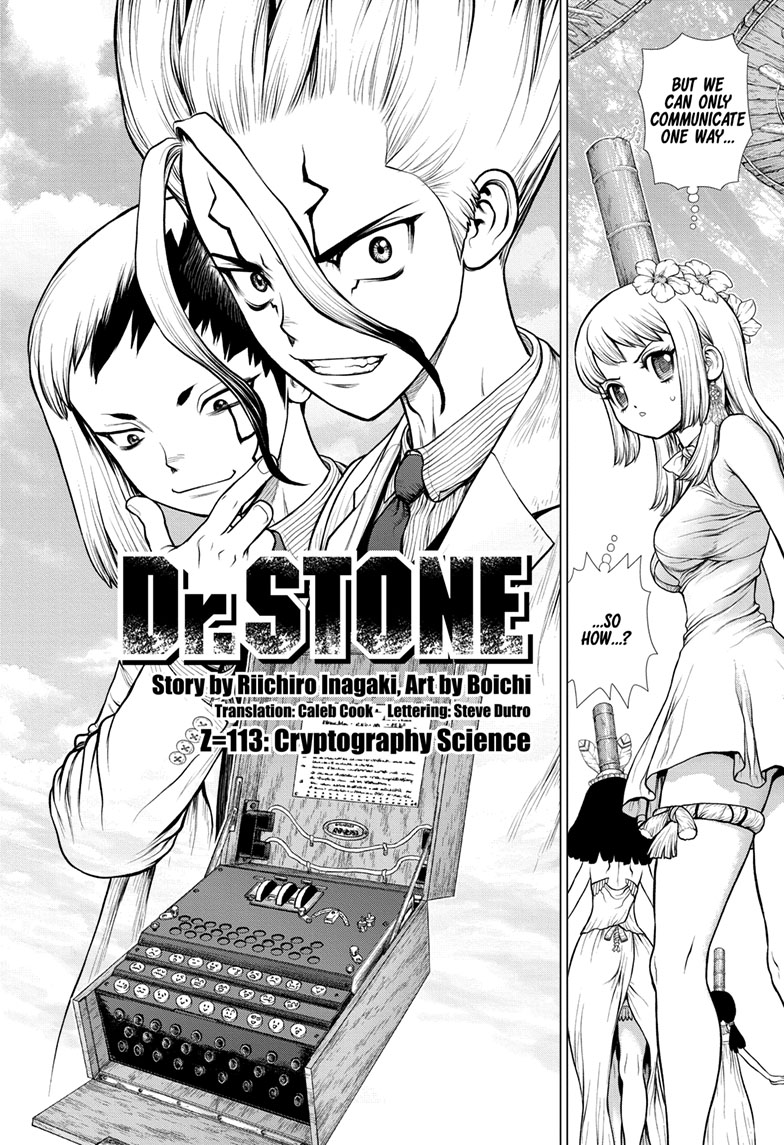 Dr.STONE
Story by Riichiro Inagaki, Art by Boichi
Translation: Caleb Cook Lettering: Steve Dutro
Z=113: Cryptography Science
BUT WE
CAN ONLY
COMMUNICATE
ONE WAY...
...SO
HOW...?